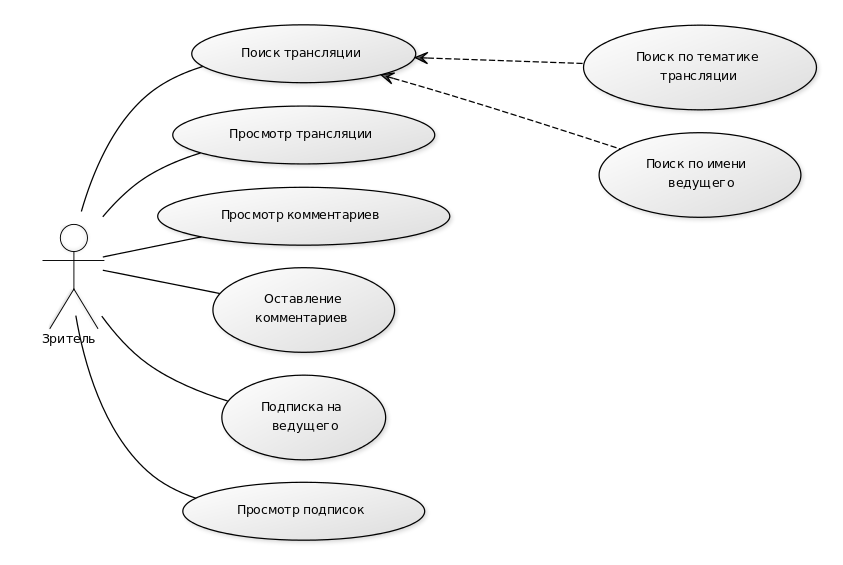 Поиск трансляции
Поиск по тематике
трансляции
Просмотр трансляции
Поиск по имени
ведущего
Просмотр комментариев
Оставление
комментариев
Зритель
Подписка на
ведущего
Просмотр подписок